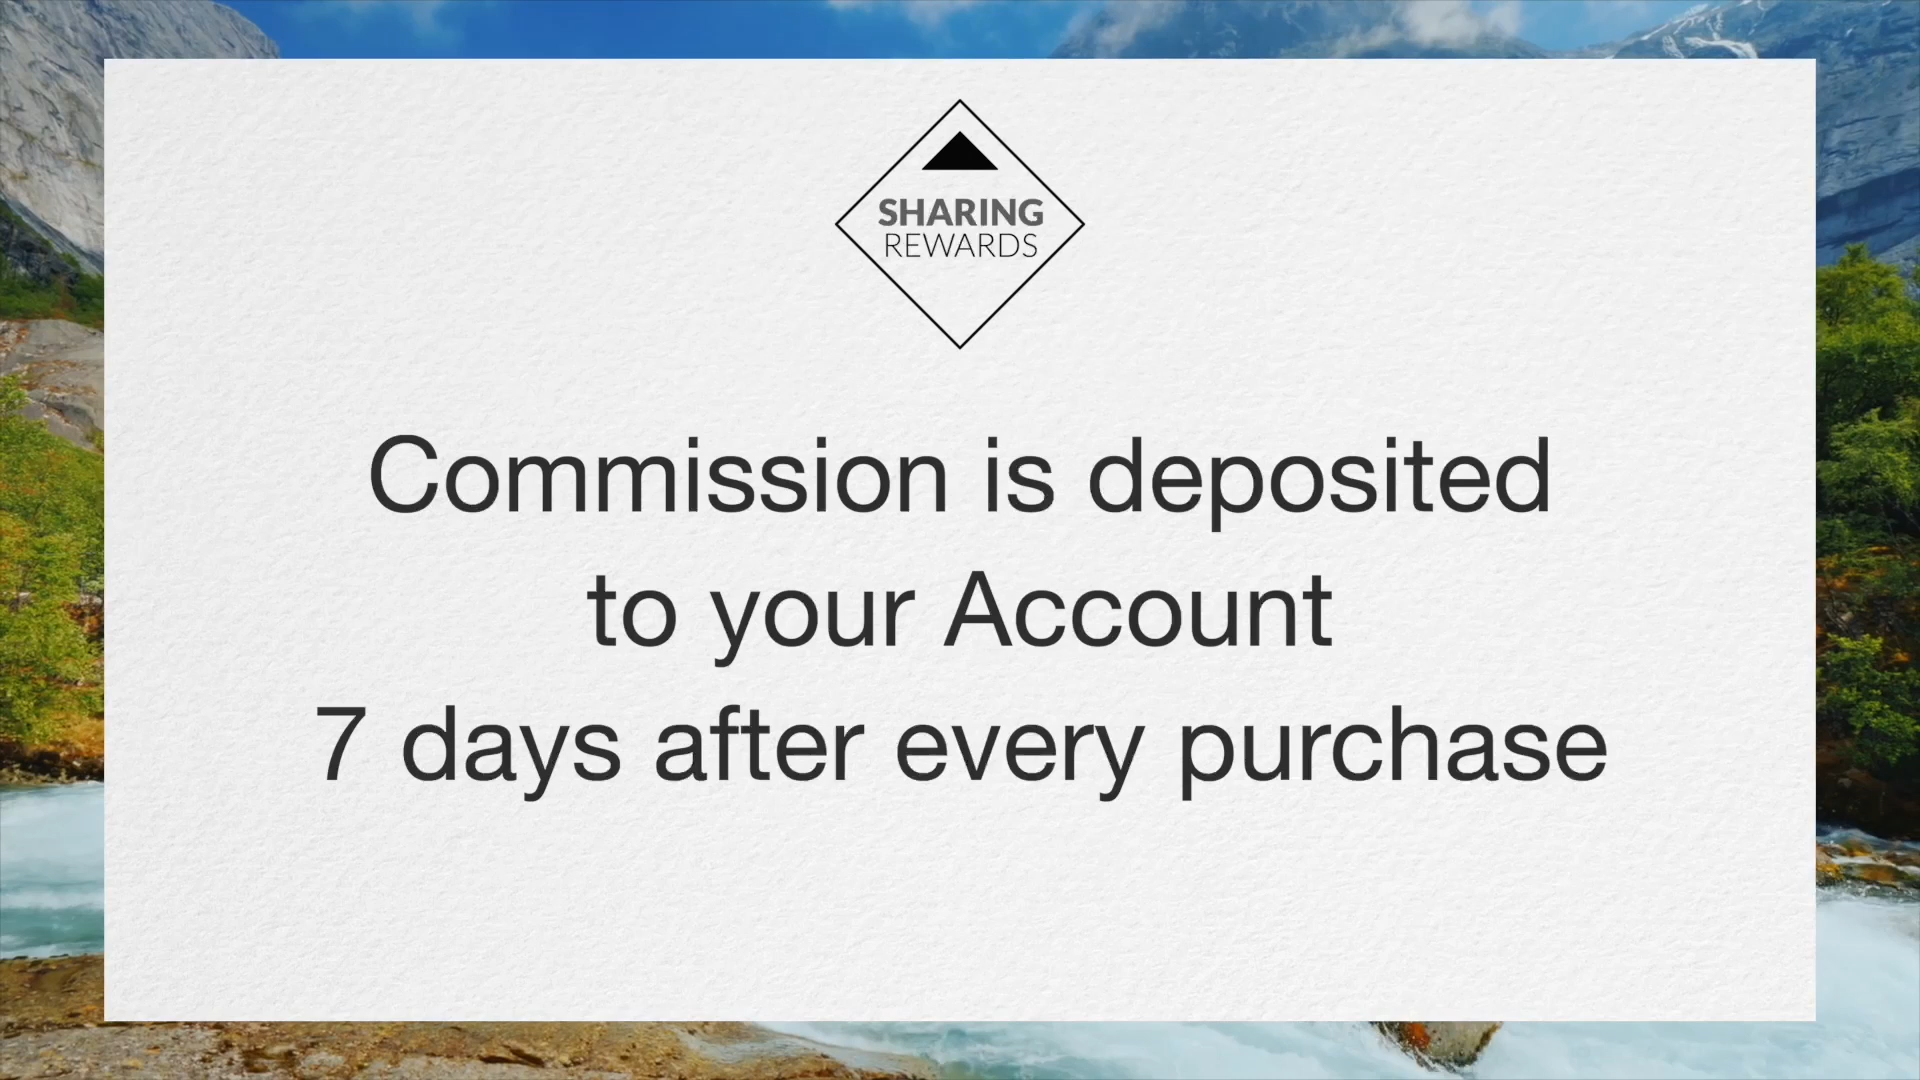 SHARING
REWARDS
Commission is deposited
to your Account
7 days after every purchase